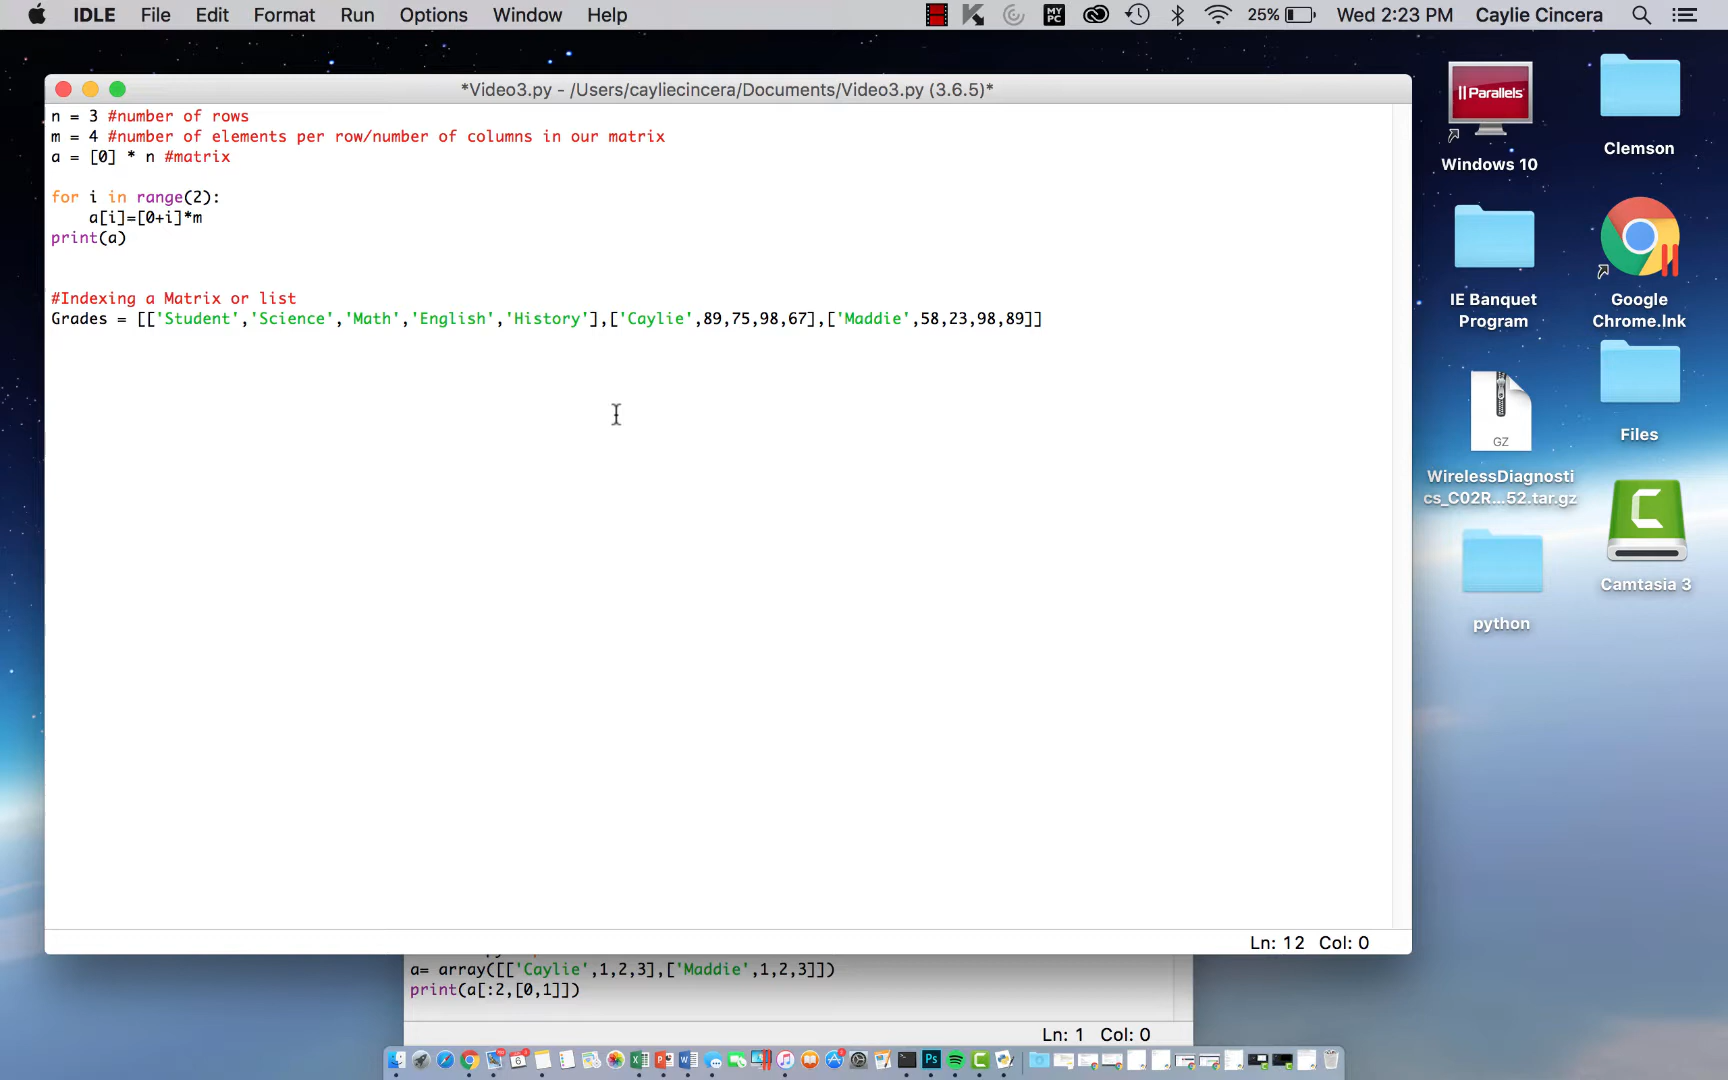 IDLE File Edit Format Run Options Window Help 25% Wed 2:23 PM Caylie Cincera
MY PC
*Video3.py - /Users/cayliecincera/Documents/Video3.py (3.6.5)*
n = 3 #number of rows
m = 4 #number of elements per row/number of columns in our matrix
a = [0] * n #matrix
for i in range(2):
    a[i]=[0+i]*m
print(a)
#Indexing a Matrix or list
Grades = [['Student','Science','Math','English','History'],['Caylie',89,75,98,67],['Maddie',58,23,98,89]]
Ln: 12 Col: 0
a= array([['Caylie',1,2,3],['Maddie',1,2,3]])
print(a[:2,[0,1]])
Ln: 1 Col: 0
Parallels
Windows 10
Clemson
IE Banquet
Program
Google
Chrome.lnk
GZ
WirelessDiagnosti
cs_C02R...52.tar.gz
Files
Camtasia 3
python
Ps